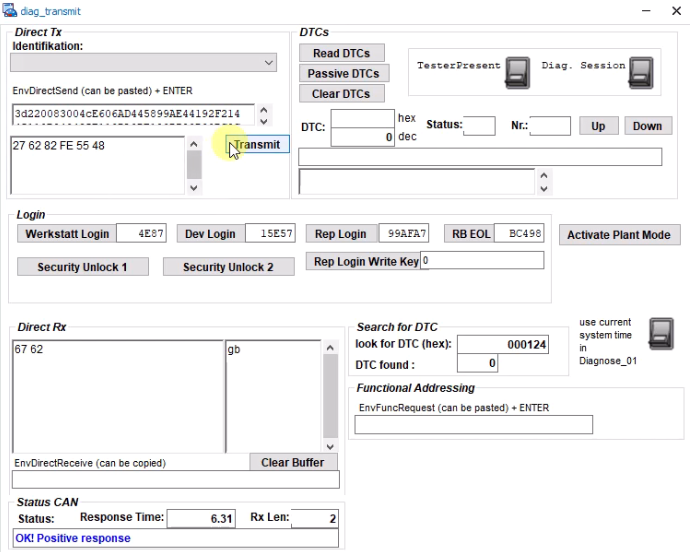 diag_transmit
Direct Tx
Identifikation:
EnvDirectSend (can be pasted) + ENTER
3d220083004cE606AD445899AE44192F214
27 62 82 FE 55 48
Transmit
DTCs
Read DTCs
Passive DTCs
Clear DTCs
TesterPresent
Diag. Session
DTC:
hex
0 dec
Status:
Nr.:
Up
Down
Login
Werkstatt Login 4E87
Dev Login 15E57
Rep Login 99AFA7
RB EOL BC498
Activate Plant Mode
Security Unlock 1
Security Unlock 2
Rep Login Write Key 0
Direct Rx
67 62
gb
EnvDirectReceive (can be copied)
Clear Buffer
Search for DTC
look for DTC (hex): 000124
DTC found : 0
use current
system time
in
Diagnose_01
Functional Addressing
EnvFuncRequest (can be pasted) + ENTER
Status CAN
Status: Response Time: 6.31 Rx Len: 2
OK! Positive response